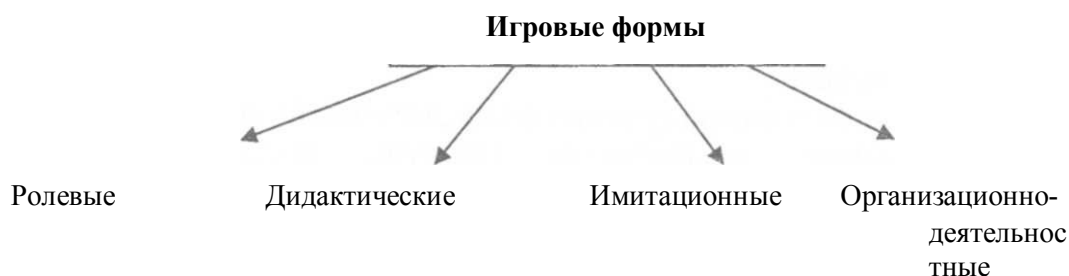 Игровые формы
Ролевые Дидактические Имитационные Организационно-
деятельнос
тные